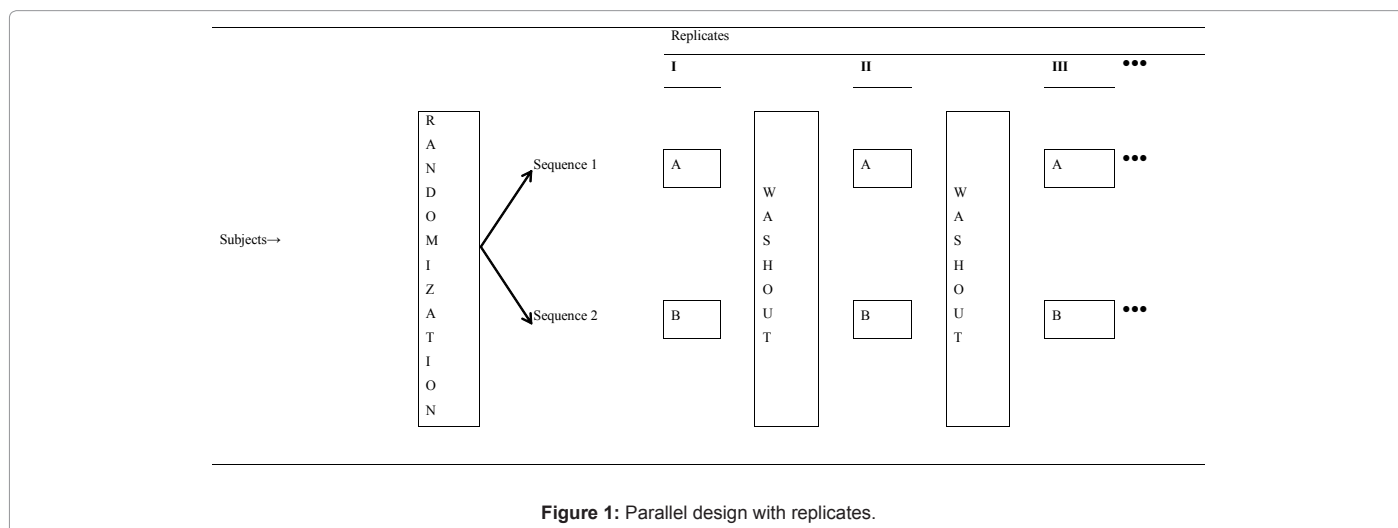 Replicates
I II III •••
R
A
N
D
O
M
I
Z
A
T
I
O
N
Subjects→
Sequence 1
A
W
A
S
H
O
U
T
A
W
A
S
H
O
U
T
A •••
Sequence 2
B
B
B •••
Figure 1: Parallel design with replicates.